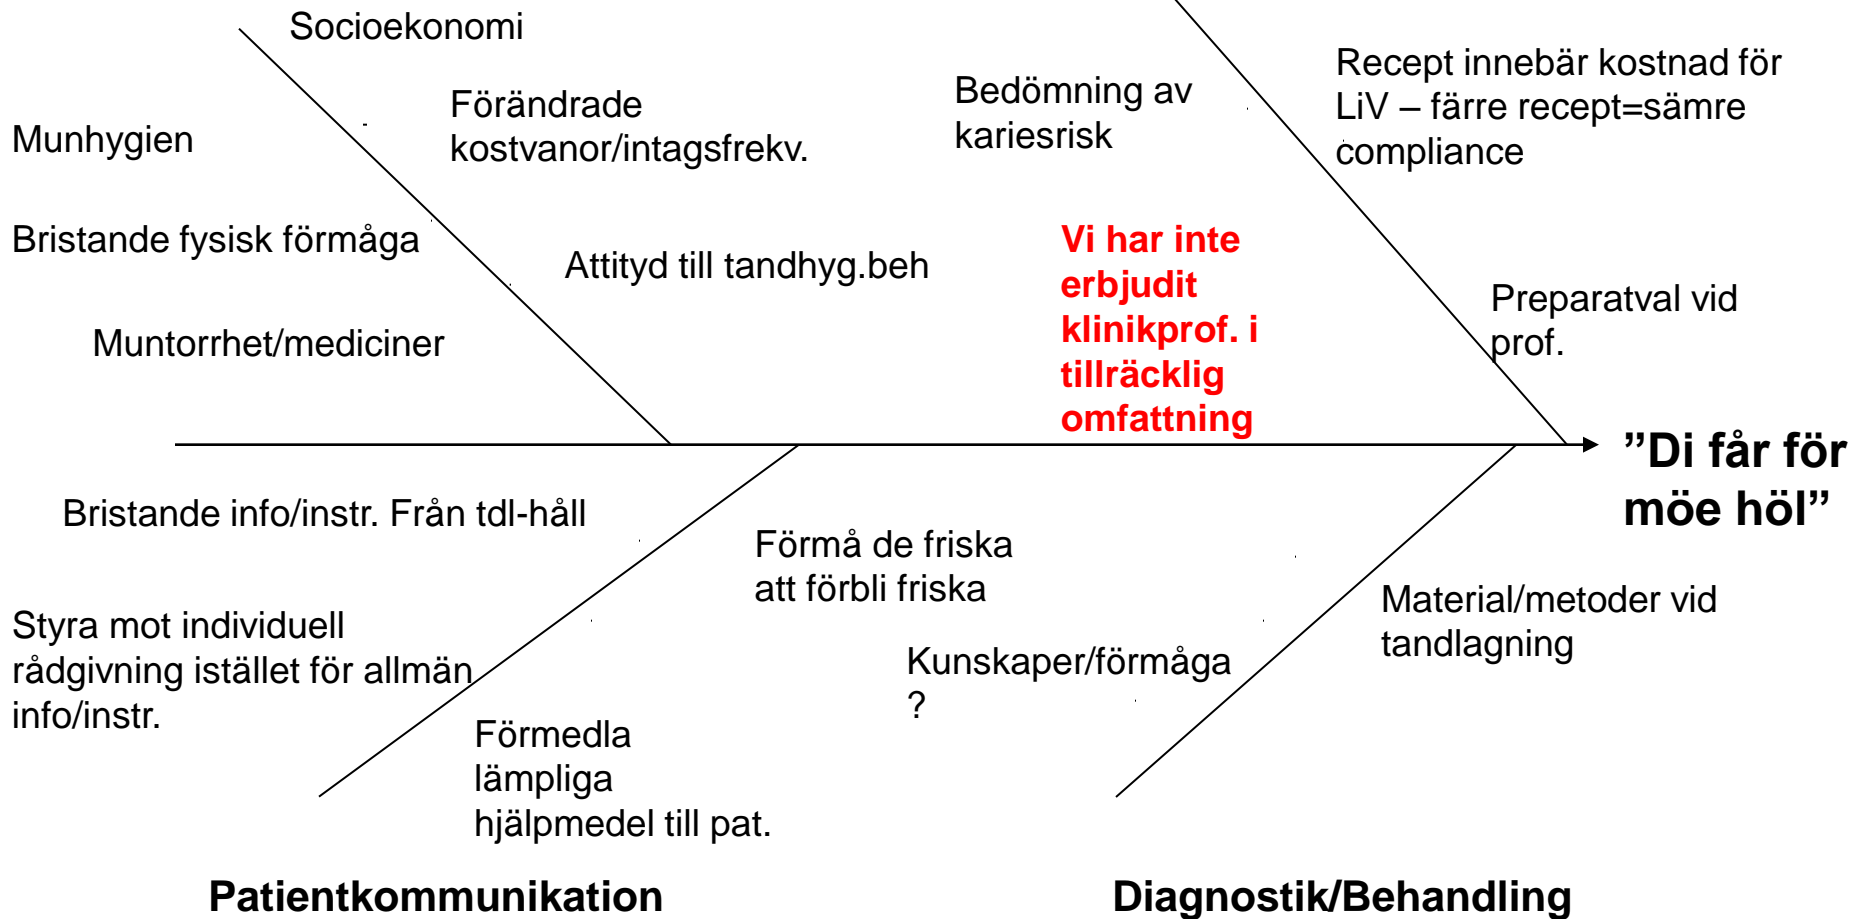 Socioekonomi
Munhygien
Förändrade
kostvanor/intagsfrekv.
Bristande fysisk förmåga
Attityd till tandhyg.beh
Muntorrhet/mediciner
Bedömning av
kariesrisk
Recept innebär kostnad för
LiV – färre recept=sämre
compliance
Vi har inte
erbjudit
klinikprof. i
tillräcklig
omfattning
Preparatval vid
prof.
”Di får för
möe höl”
Bristande info/instr. Från tdl-håll
Styra mot individuell
rådgivning istället för allmän
info/instr.
Förmå de friska
att förbli friska
Förmedla
lämpliga
hjälpmedel till pat.
Kunskaper/förmåga
?
Material/metoder vid
tandlagning
Patientkommunikation
Diagnostik/Behandling